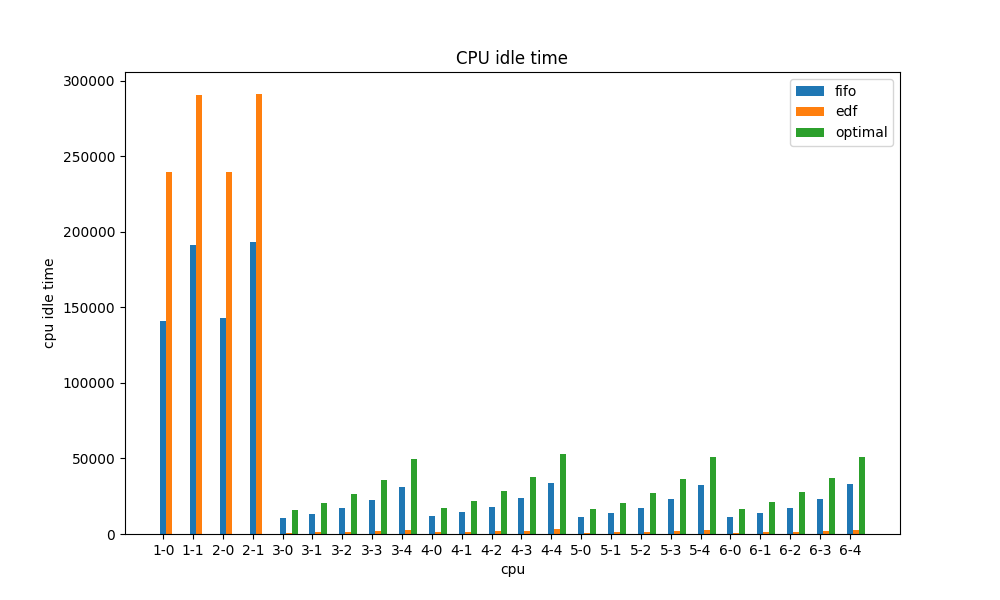 CPU idle time
300000
250000
200000
150000
100000
50000
0
cpu idle time
fifo
edf
optimal
1-0 1-1 2-0 2-1 3-0 3-1 3-2 3-3 3-4 4-0 4-1 4-2 4-3 4-4 5-0 5-1 5-2 5-3 5-4 6-0 6-1 6-2 6-3 6-4
cpu